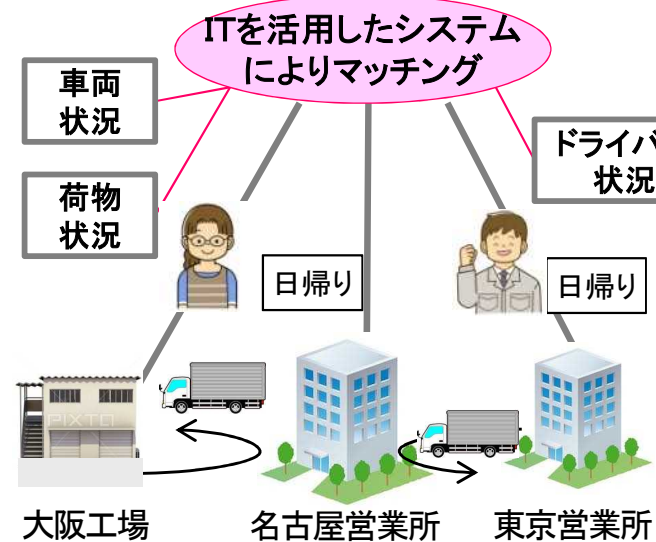 ITを活用したシステム
によりマッチング
車両
状況
ドライバ
状況
荷物
状況
日帰り
日帰り
PIXTA
大阪工場
名古屋営業所
東京営業所